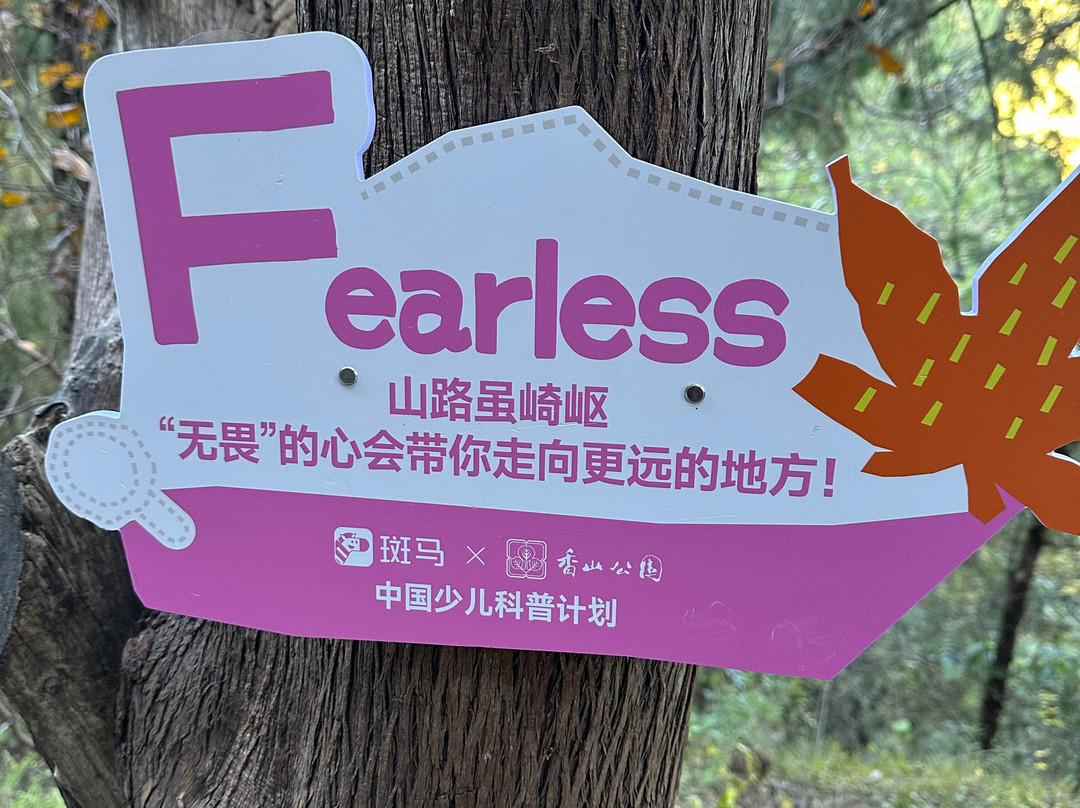 Fearless
山路虽崎岖
“无畏”的心会带你走向更远的地方！
斑马 × 香山公园
中国少儿科普计划